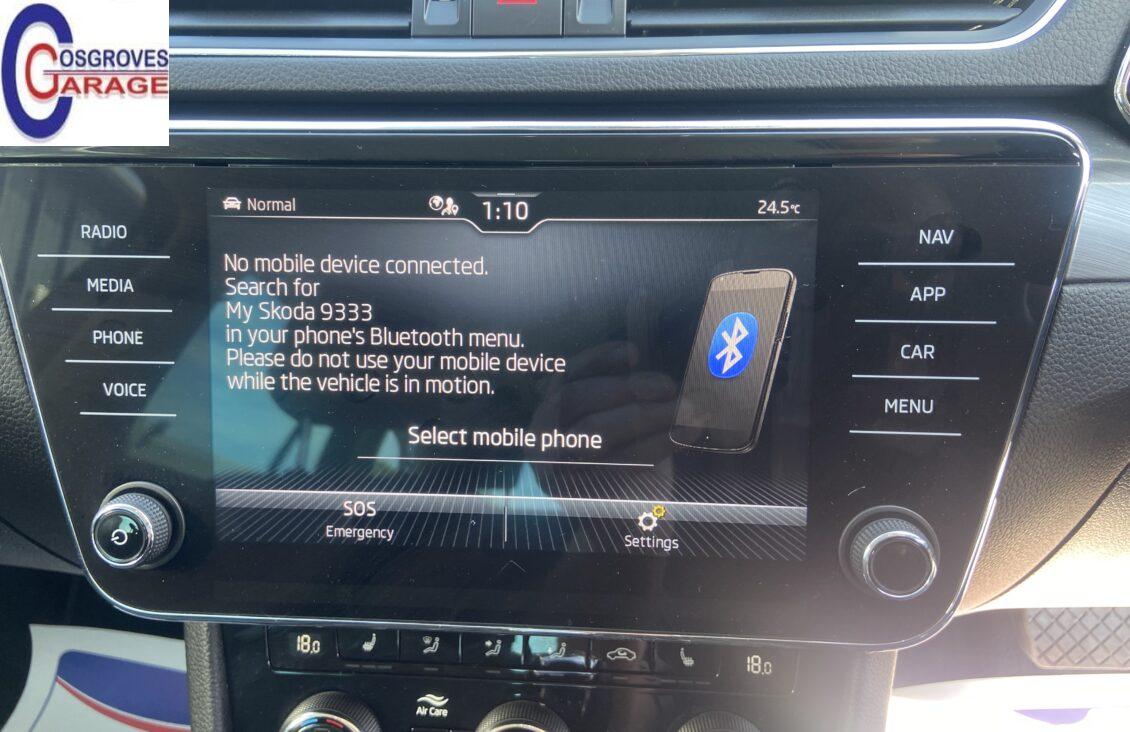 COSGROVES
GARAGE
Normal
1:10
24.5°C
RADIO
MEDIA
PHONE
VOICE
No mobile device connected.
Search for
My Skoda 9333
in your phone's Bluetooth menu.
Please do not use your mobile device
while the vehicle is in motion.
Select mobile phone
NAV
APP
CAR
MENU
SOS
Emergency
Settings
18.0
18.0
Air Care